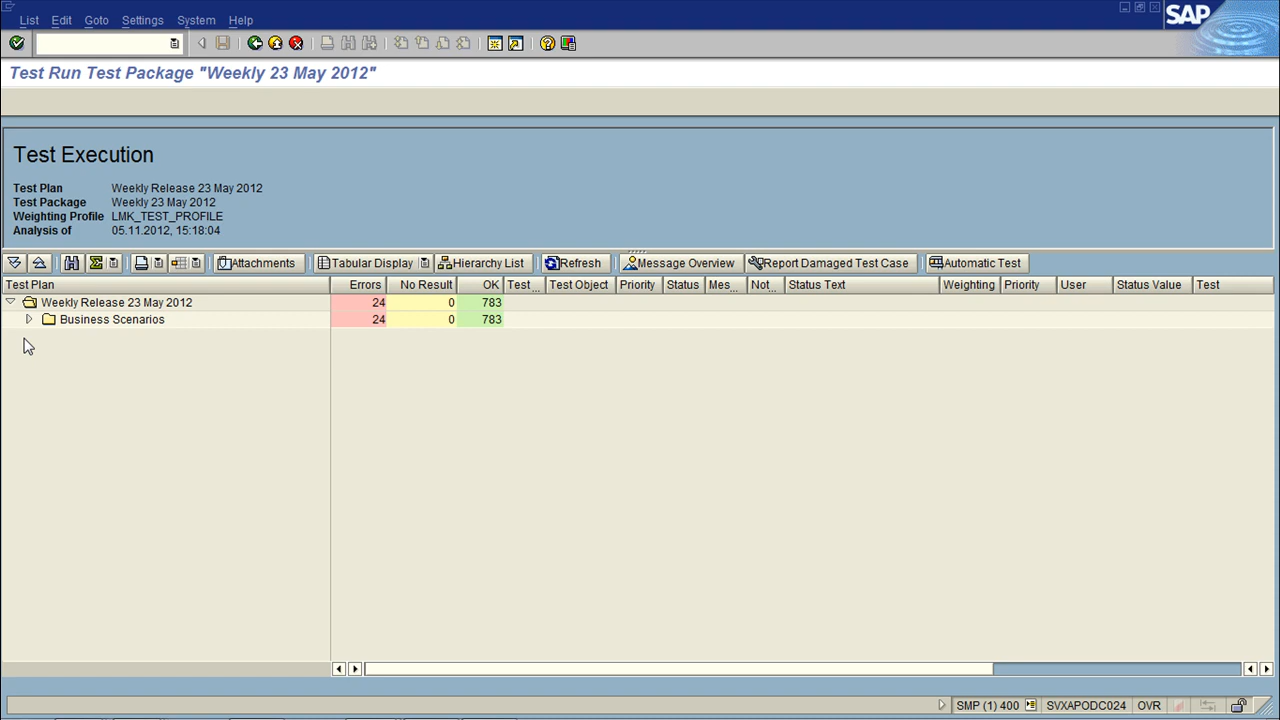 List Edit Goto Settings System Help
SAP
Test Run Test Package "Weekly 23 May 2012"
Test Execution
Test Plan Weekly Release 23 May 2012
Test Package Weekly 23 May 2012
Weighting Profile LMK_TEST_PROFILE
Analysis of 05.11.2012, 15:18:04
Attachments Tabular Display Hierarchy List Refresh Message Overview Report Damaged Test Case Automatic Test
Test Plan Errors No Result OK Test... Test Object Priority Status Mes... Not... Status Text Weighting Priority User Status Value Test
Weekly Release 23 May 2012 24 0 783
Business Scenarios 24 0 783
SMP (1) 400 SVXAPODC024 OVR